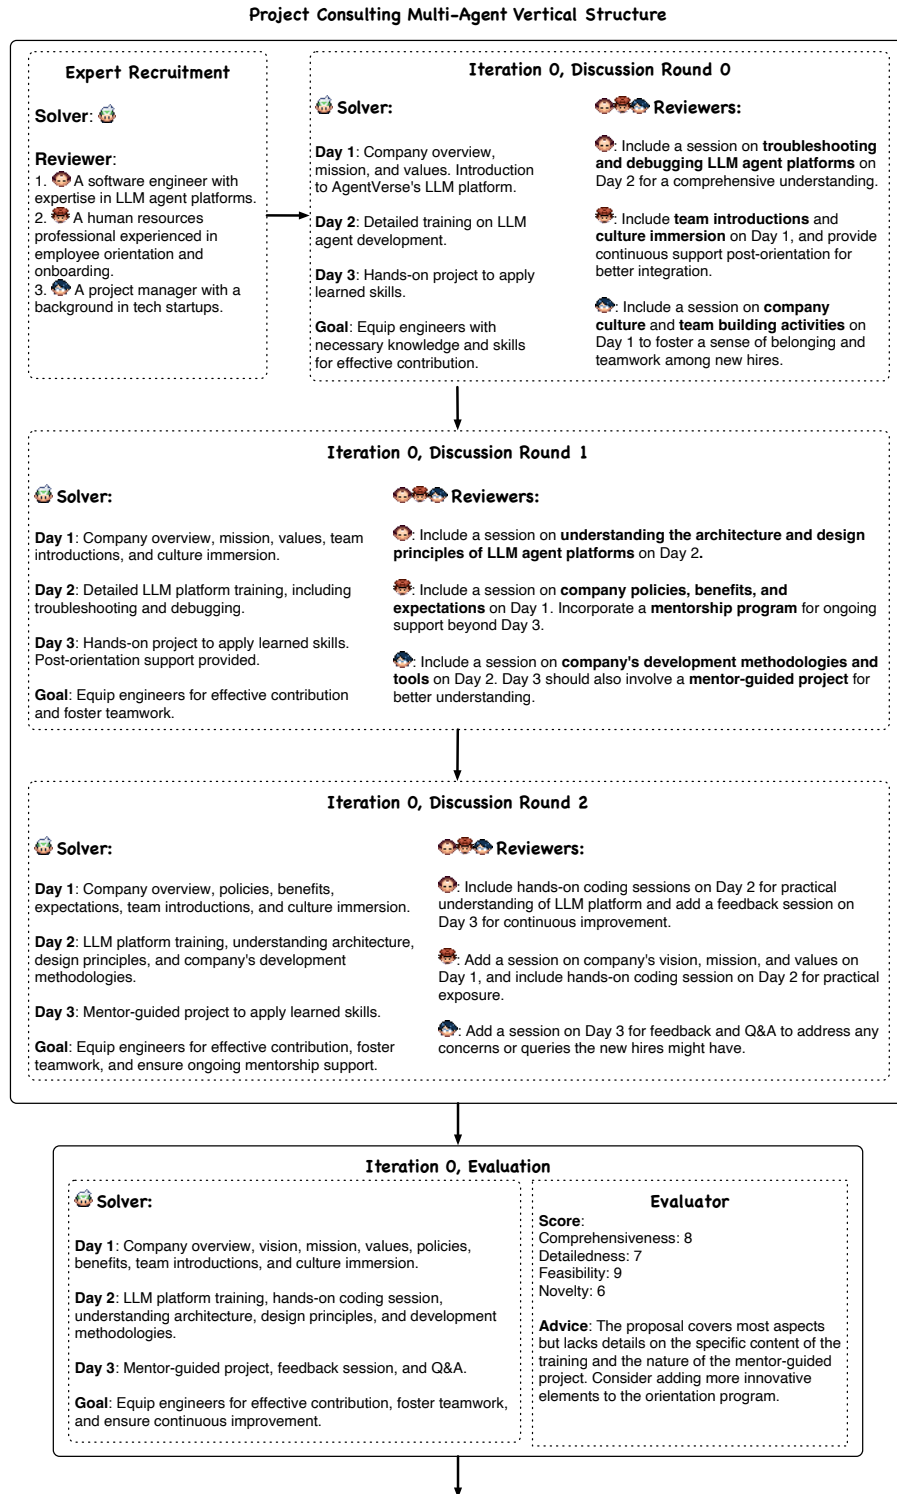 Project Consulting Multi-Agent Vertical Structure
Expert Recruitment
Solver:
Reviewer:
1. A software engineer with
expertise in LLM agent platforms.
2. A human resources
professional experienced in
employee orientation and
onboarding.
3. A project manager with a
background in tech startups.
Iteration 0, Discussion Round 0
Solver:
Day 1: Company overview,
mission, and values. Introduction
to AgentVerse's LLM platform.
Day 2: Detailed training on LLM
agent development.
Day 3: Hands-on project to apply
learned skills.
Goal: Equip engineers with
necessary knowledge and skills
for effective contribution.
Reviewers:
: Include a session on troubleshooting
and debugging LLM agent platforms on
Day 2 for a comprehensive understanding.
: Include team introductions and
culture immersion on Day 1, and provide
continuous support post-orientation for
better integration.
: Include a session on company
culture and team building activities on
Day 1 to foster a sense of belonging and
teamwork among new hires.
Iteration 0, Discussion Round 1
Solver:
Day 1: Company overview, mission, values, team
introductions, and culture immersion.
Day 2: Detailed LLM platform training, including
troubleshooting and debugging.
Day 3: Hands-on project to apply learned skills.
Post-orientation support provided.
Goal: Equip engineers for effective contribution
and foster teamwork.
Reviewers:
: Include a session on understanding the architecture and design
principles of LLM agent platforms on Day 2.
: Include a session on company policies, benefits, and
expectations on Day 1. Incorporate a mentorship program for ongoing
support beyond Day 3.
: Include a session on company's development methodologies and
tools on Day 2. Day 3 should also involve a mentor-guided project for
better understanding.
Iteration 0, Discussion Round 2
Solver:
Day 1: Company overview, policies, benefits,
expectations, team introductions, and culture immersion.
Day 2: LLM platform training, understanding architecture,
design principles, and company's development
methodologies.
Day 3: Mentor-guided project to apply learned skills.
Goal: Equip engineers for effective contribution, foster
teamwork, and ensure ongoing mentorship support.
Reviewers:
: Include hands-on coding sessions on Day 2 for practical
understanding of LLM platform and add a feedback session on
Day 3 for continuous improvement.
: Add a session on company's vision, mission, and values on
Day 1, and include hands-on coding session on Day 2 for practical
exposure.
: Add a session on Day 3 for feedback and Q&A to address any
concerns or queries the new hires might have.
Iteration 0, Evaluation
Solver:
Day 1: Company overview, vision, mission, values, policies,
benefits, team introductions, and culture immersion.
Day 2: LLM platform training, hands-on coding session,
understanding architecture, design principles, and development
methodologies.
Day 3: Mentor-guided project, feedback session, and Q&A.
Goal: Equip engineers for effective contribution, foster teamwork,
and ensure continuous improvement.
Evaluator
Score:
Comprehensiveness: 8
Detailedness: 7
Feasibility: 9
Novelty: 6
Advice: The proposal covers most aspects
but lacks details on the specific content of the
training and the nature of the mentor-guided
project. Consider adding more innovative
elements to the orientation program.